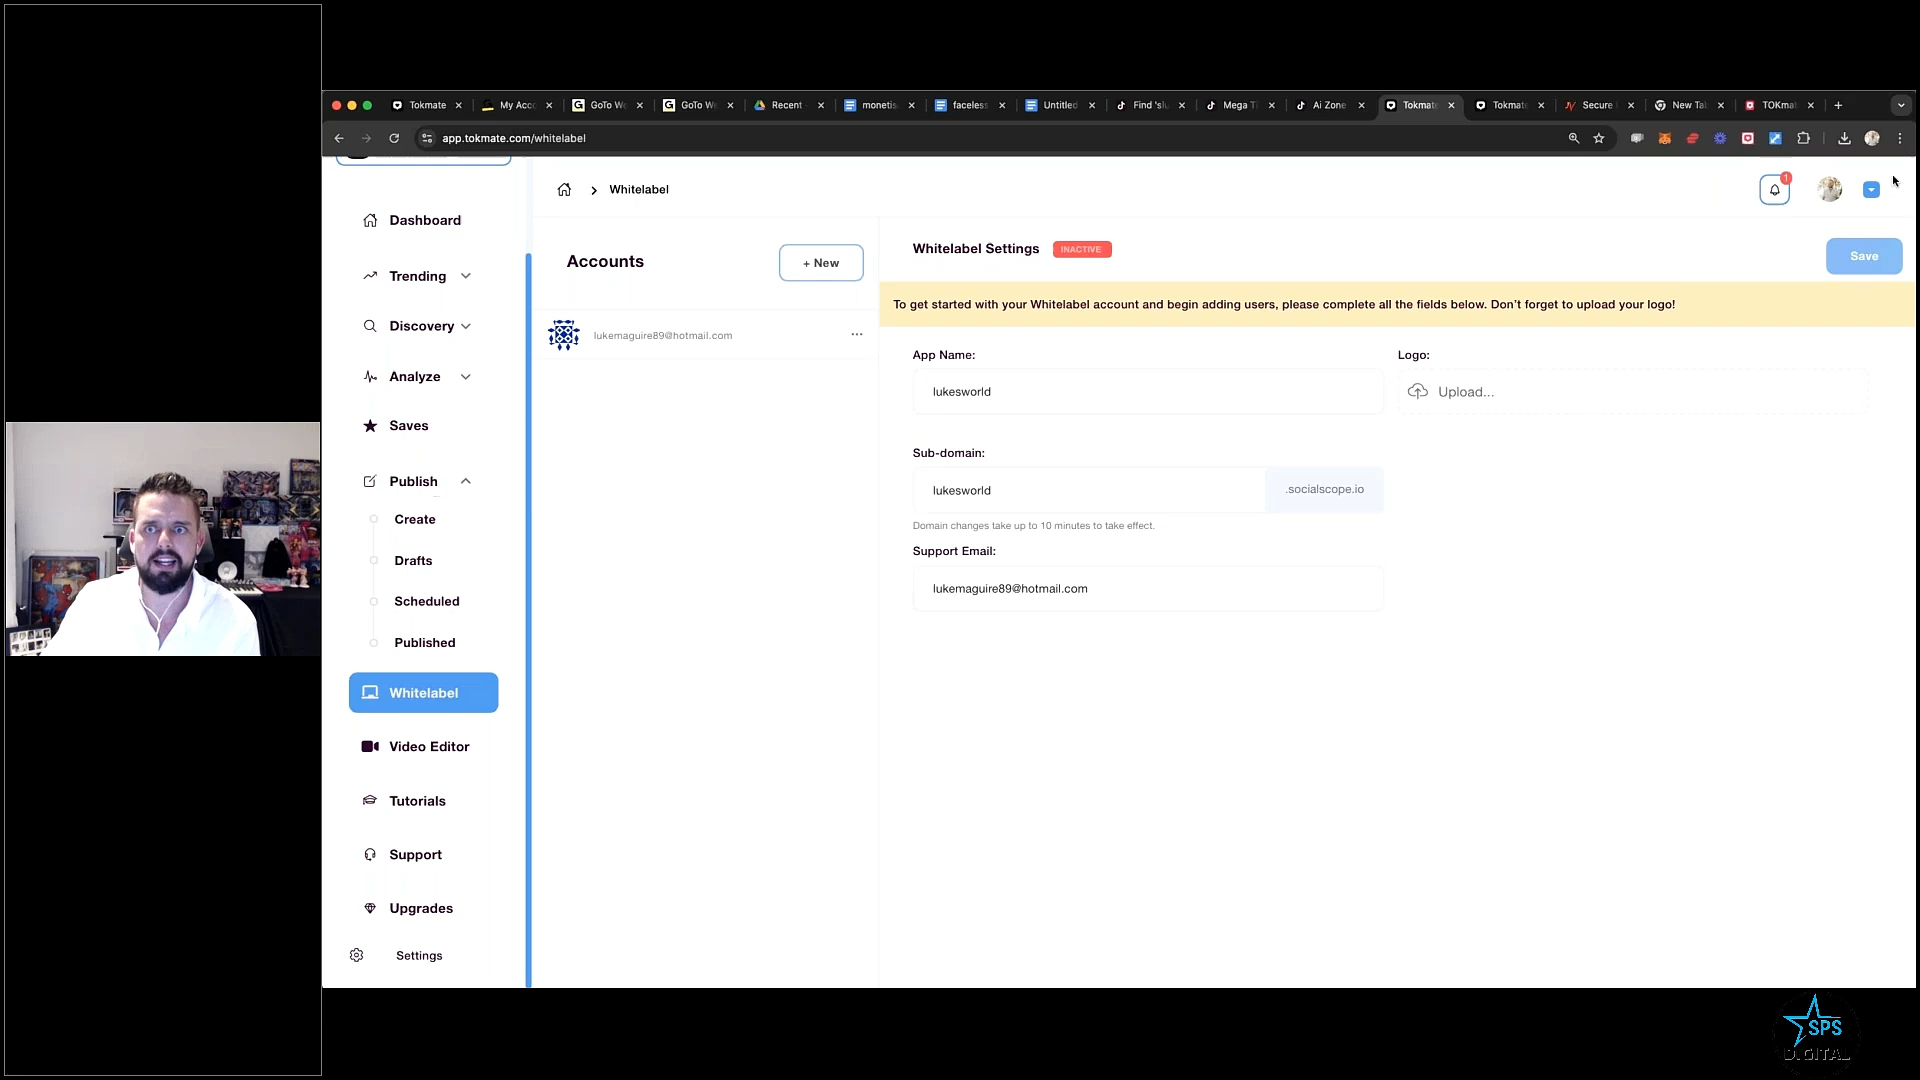 Tokmate
My Acc
GoTo We
GoTo We
Recent
monetis
faceless
Untitled
Find 'slu
Mega T
Ai Zone
Tokmate
Tokmate
Secure
New Tab
TOKmat
app.tokmate.com/whitelabel
Whitelabel
1
Dashboard
Trending
Discovery
Analyze
Saves
Publish
Create
Drafts
Scheduled
Published
Whitelabel
Video Editor
Tutorials
Support
Upgrades
Settings
Accounts
+ New
lukemaguire89@hotmail.com
Whitelabel Settings INACTIVE
Save
To get started with your Whitelabel account and begin adding users, please complete all the fields below. Don't forget to upload your logo!
App Name:
lukesworld
Logo:
Upload...
Sub-domain:
lukesworld
.socialscope.io
Domain changes take up to 10 minutes to take effect.
Support Email:
lukemaguire89@hotmail.com
SPS
DIGITAL